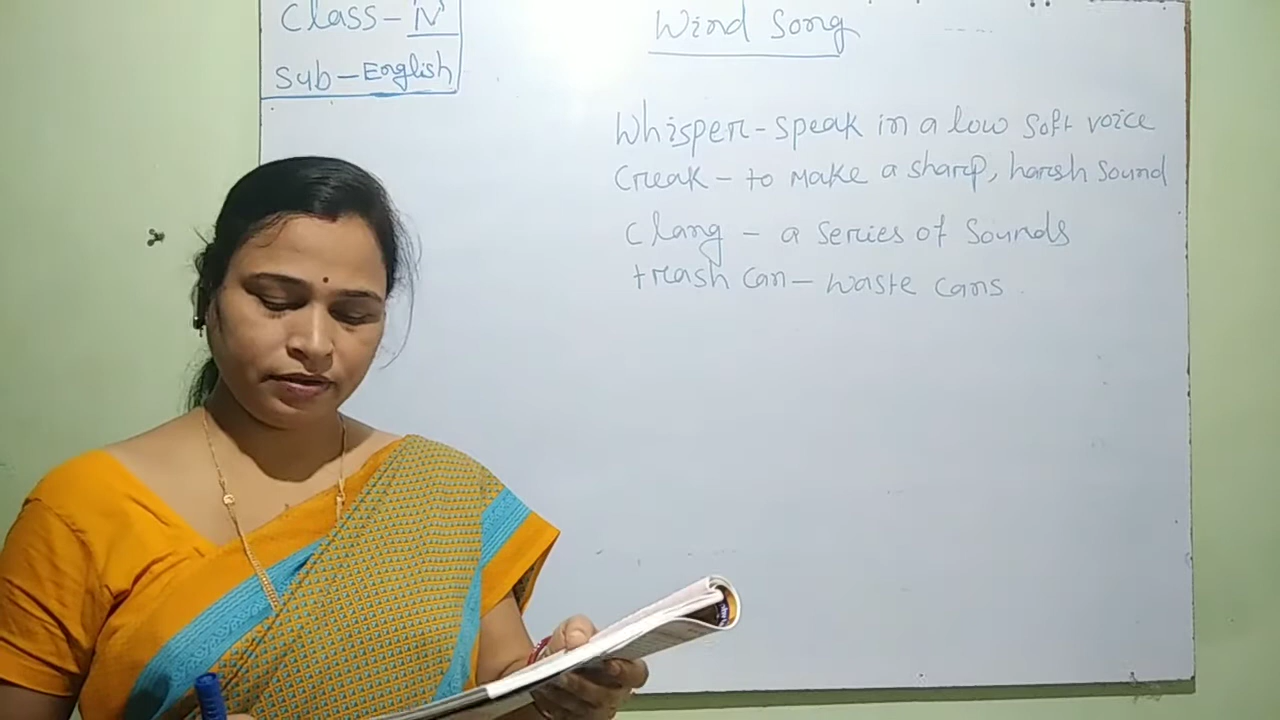 Class - IV
Sub - English
Wind Song
Whisper - speak in a low soft voice
Creak - to make a sharp, harsh sound
Clang - a series of sounds
trash can - waste cans